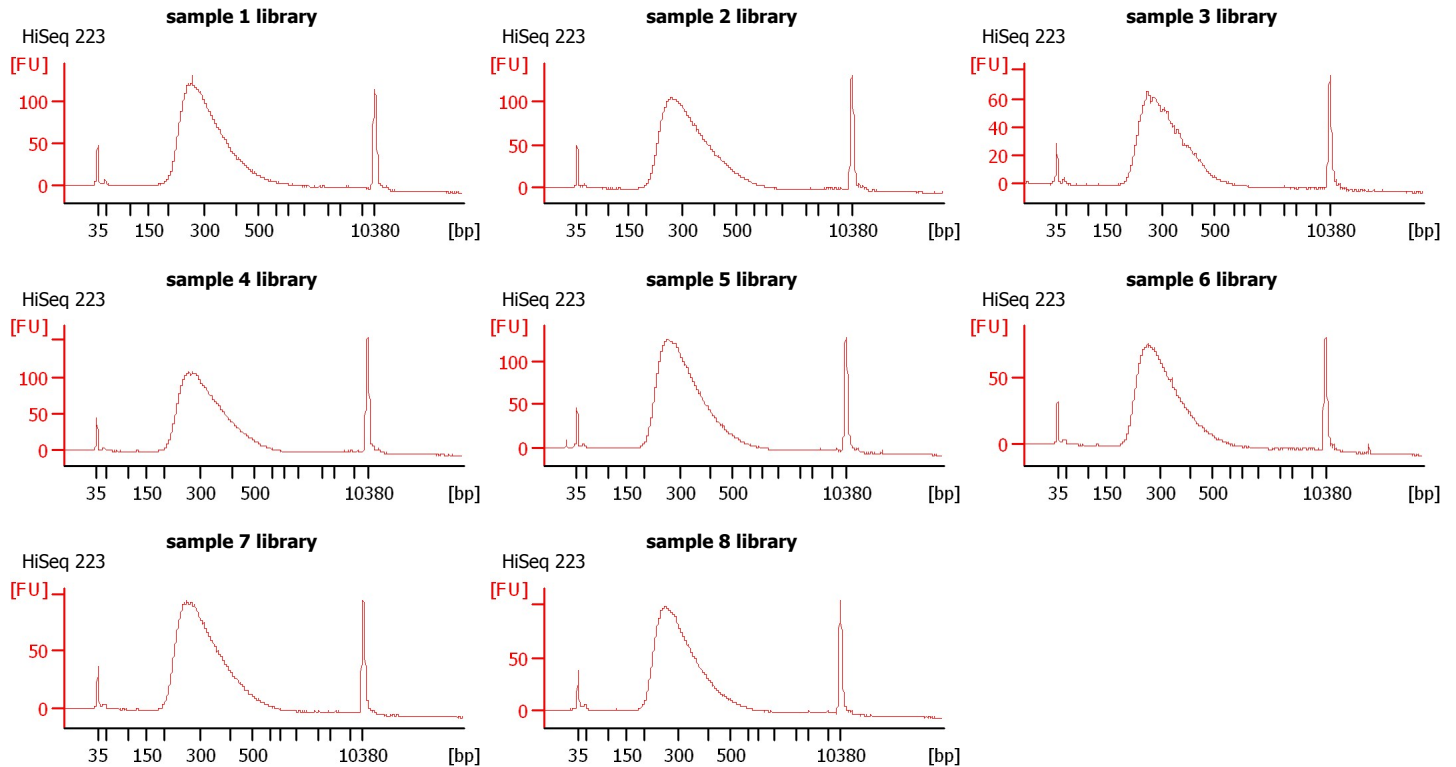 sample 1 library
HiSeq 223
[FU]
100
50
0
35 150 300 500 10380 [bp]
sample 2 library
HiSeq 223
[FU]
100
50
0
35 150 300 500 10380 [bp]
sample 3 library
HiSeq 223
[FU]
60
40
20
0
35 150 300 500 10380 [bp]
sample 4 library
HiSeq 223
[FU]
100
50
0
35 150 300 500 10380 [bp]
sample 5 library
HiSeq 223
[FU]
100
50
0
35 150 300 500 10380 [bp]
sample 6 library
HiSeq 223
[FU]
50
0
35 150 300 500 10380 [bp]
sample 7 library
HiSeq 223
[FU]
50
0
35 150 300 500 10380 [bp]
sample 8 library
HiSeq 223
[FU]
50
0
35 150 300 500 10380 [bp]